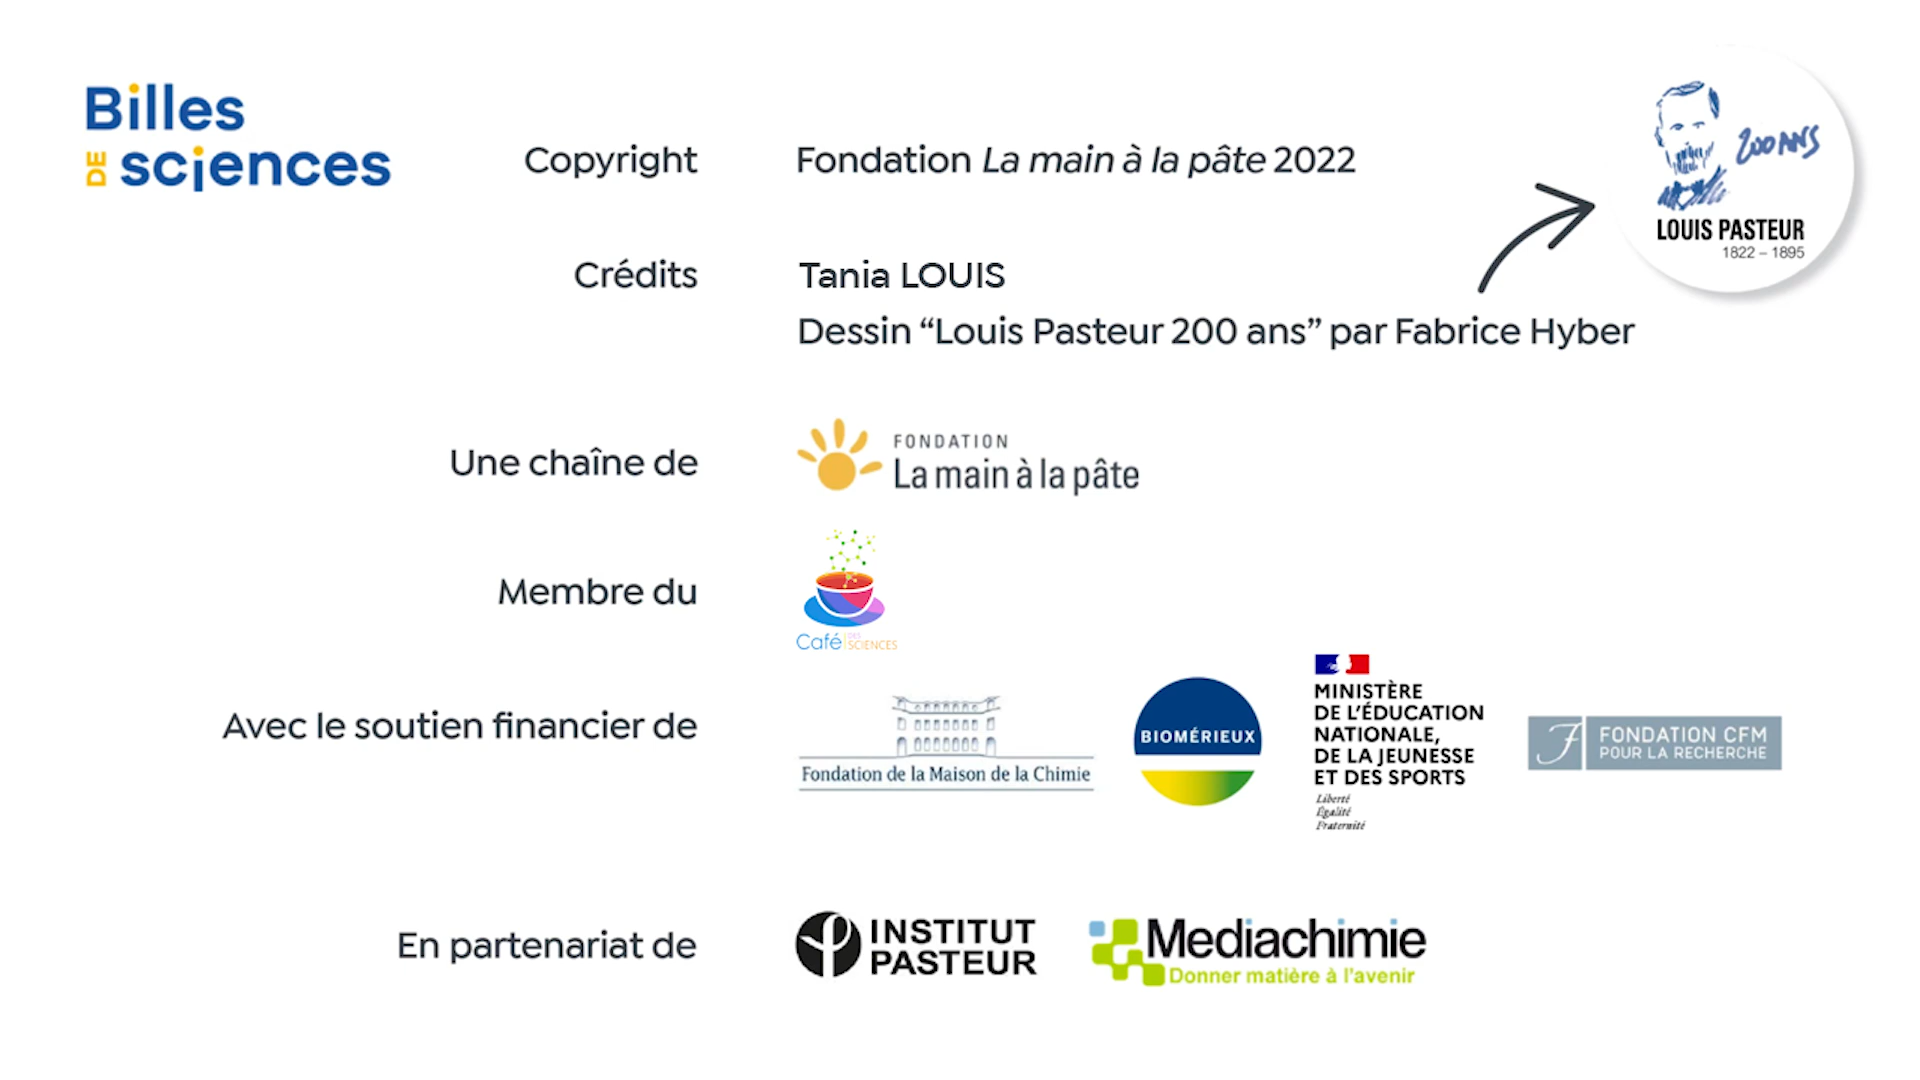 Billes
DE sciences
Copyright
Fondation La main à la pâte 2022
200 ANS
LOUIS PASTEUR
1822 – 1895
Crédits
Tania LOUIS
Dessin “Louis Pasteur 200 ans” par Fabrice Hyber
Une chaîne de
FONDATION
La main à la pâte
Membre du
Café DES SCIENCES
Avec le soutien financier de
Fondation de la Maison de la Chimie
BIOMÉRIEUX
MINISTÈRE
DE L’ÉDUCATION
NATIONALE,
DE LA JEUNESSE
ET DES SPORTS
Liberté
Égalité
Fraternité
FONDATION CFM
POUR LA RECHERCHE
En partenariat de
INSTITUT
PASTEUR
Mediachimie
Donner matière à l'avenir